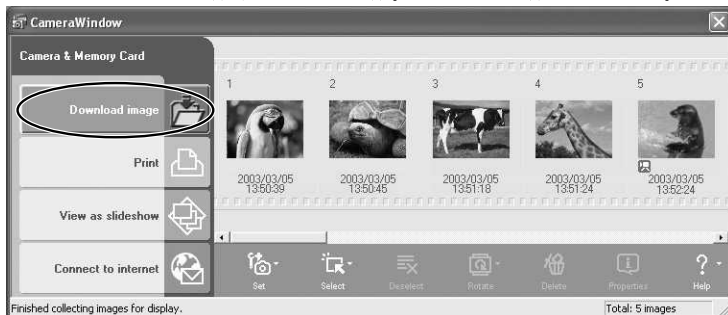 CameraWindow
Camera & Memory Card
Download image
Print
View as slideshow
Connect to internet
1 2 3 4 5
2003/03/05 2003/03/05 2003/03/05 2003/03/05 2003/03/05
13:50:39 13:50:45 13:51:18 13:51:24 13:52:24
Set Select Deselect Rotate Delete Properties Help
Finished collecting images for display. Total: 5 images